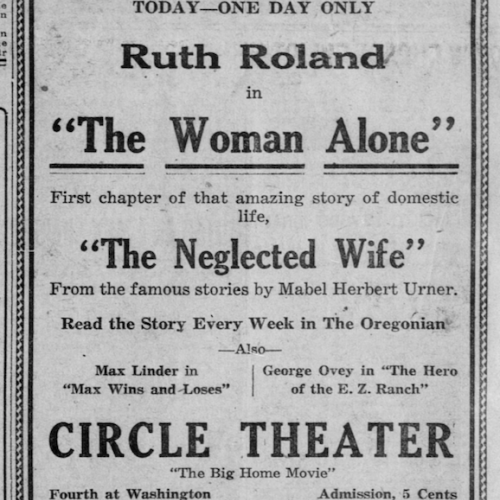 TODAY—ONE DAY ONLY
Ruth Roland
in
"The Woman Alone"
First chapter of that amazing story of domestic
life,
"The Neglected Wife"
From the famous stories by Mabel Herbert Urner.
Read the Story Every Week in The Oregonian
—Also—
Max Linder in
"Max Wins and Loses"
George Ovey in "The Hero
of the E. Z. Ranch"
CIRCLE THEATER
"The Big Home Movie"
Fourth at Washington
Admission, 5 Cents